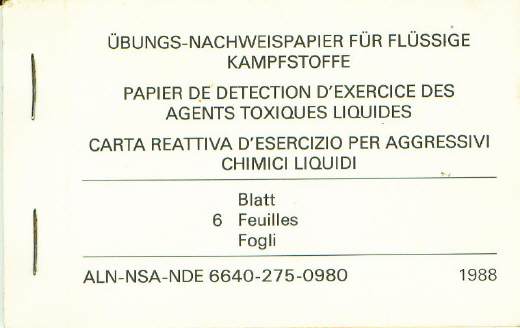 ÜBUNGS-NACHWEISPAPIER FÜR FLÜSSIGE
KAMPFSTOFFE
PAPIER DE DETECTION D'EXERCICE DES
AGENTS TOXIQUES LIQUIDES
CARTA REATTIVA D'ESERCIZIO PER AGGRESSIVI
CHIMICI LIQUIDI
Blatt
6 Feuilles
Fogli
ALN-NSA-NDE 6640-275-0980 1988